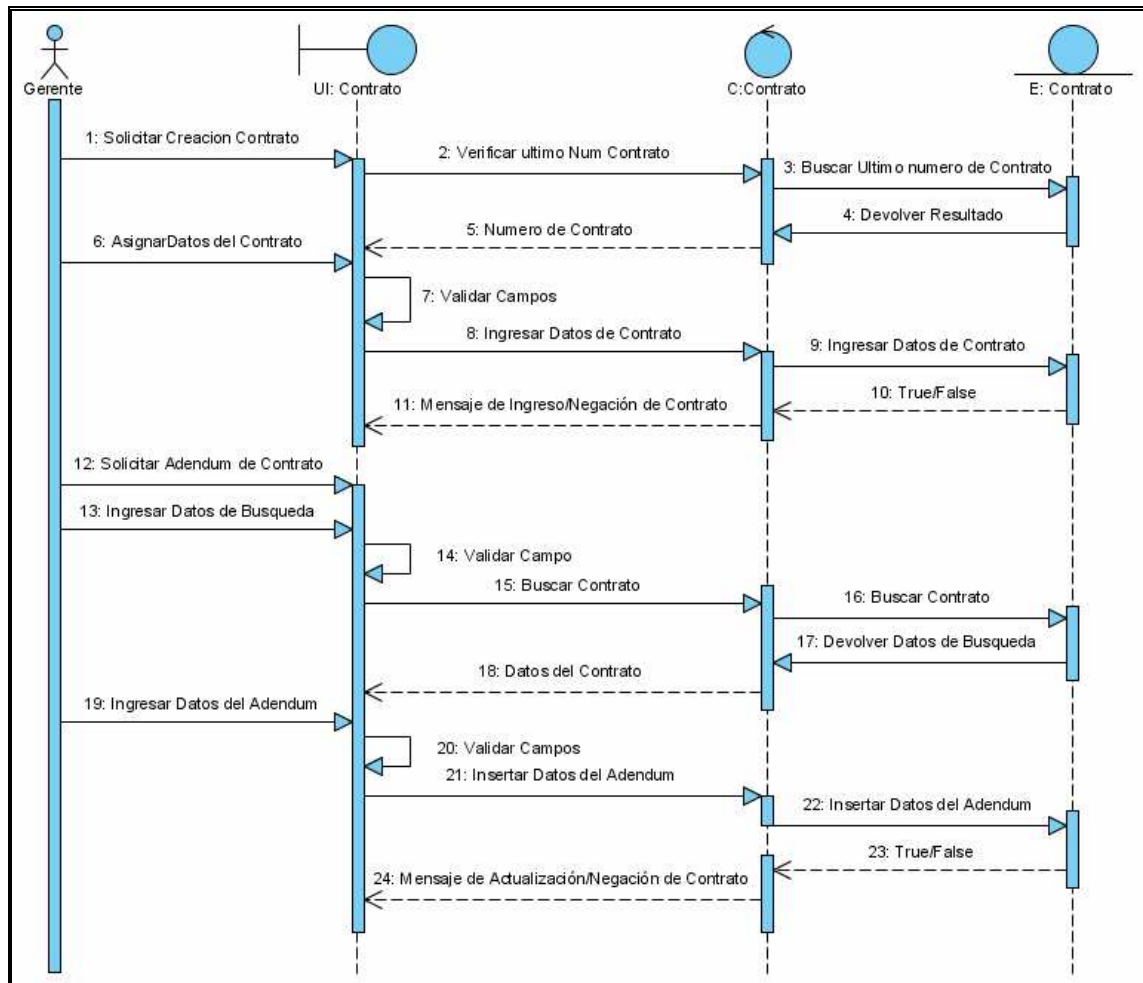 Gerente
UI: Contrato
C:Contrato
E: Contrato
1: Solicitar Creacion Contrato
2: Verificar ultimo Num Contrato
3: Buscar Ultimo numero de Contrato
4: Devolver Resultado
5: Numero de Contrato
6: AsignarDatos del Contrato
7: Validar Campos
8: Ingresar Datos de Contrato
9: Ingresar Datos de Contrato
10: True/False
11: Mensaje de Ingreso/Negación de Contrato
12: Solicitar Adendum de Contrato
13: Ingresar Datos de Busqueda
14: Validar Campo
15: Buscar Contrato
16: Buscar Contrato
17: Devolver Datos de Busqueda
18: Datos del Contrato
19: Ingresar Datos del Adendum
20: Validar Campos
21: Insertar Datos del Adendum
22: Insertar Datos del Adendum
23: True/False
24: Mensaje de Actualización/Negación de Contrato